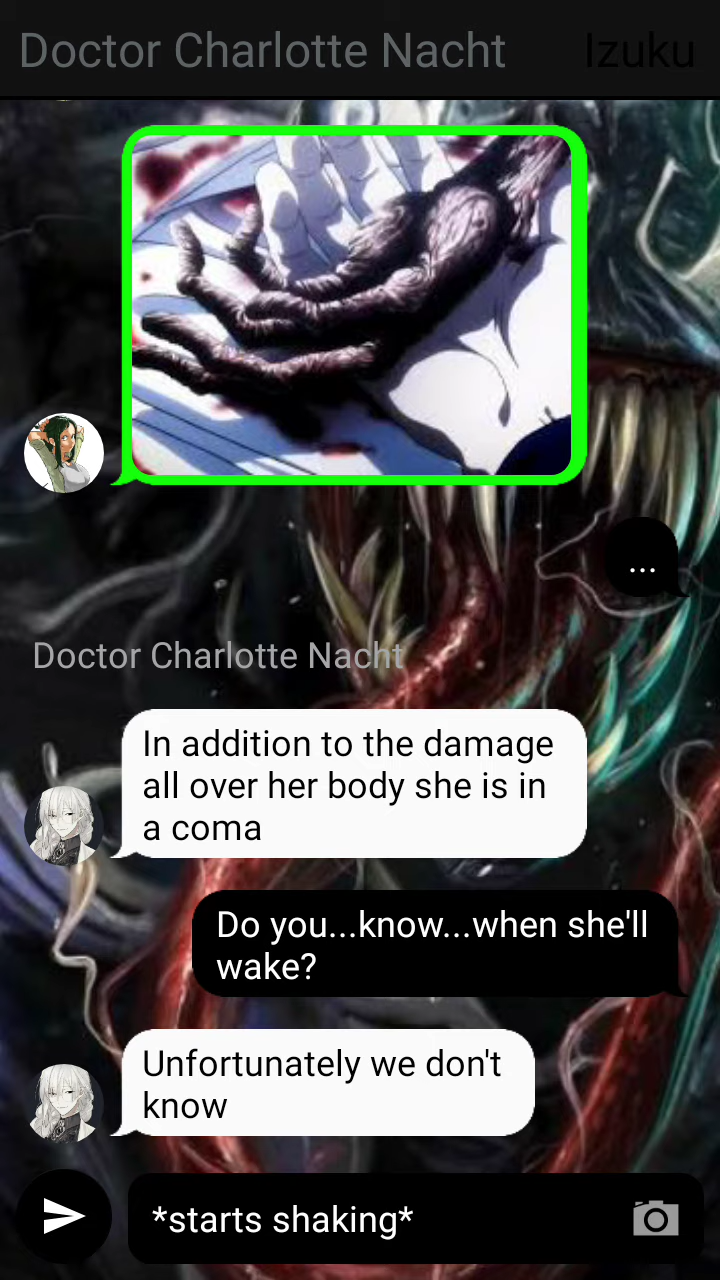 Doctor Charlotte Nacht Izuku
...
Doctor Charlotte Nacht
In addition to the damage
all over her body she is in
a coma
Do you...know...when she'll
wake?
Unfortunately we don't
know
*starts shaking*